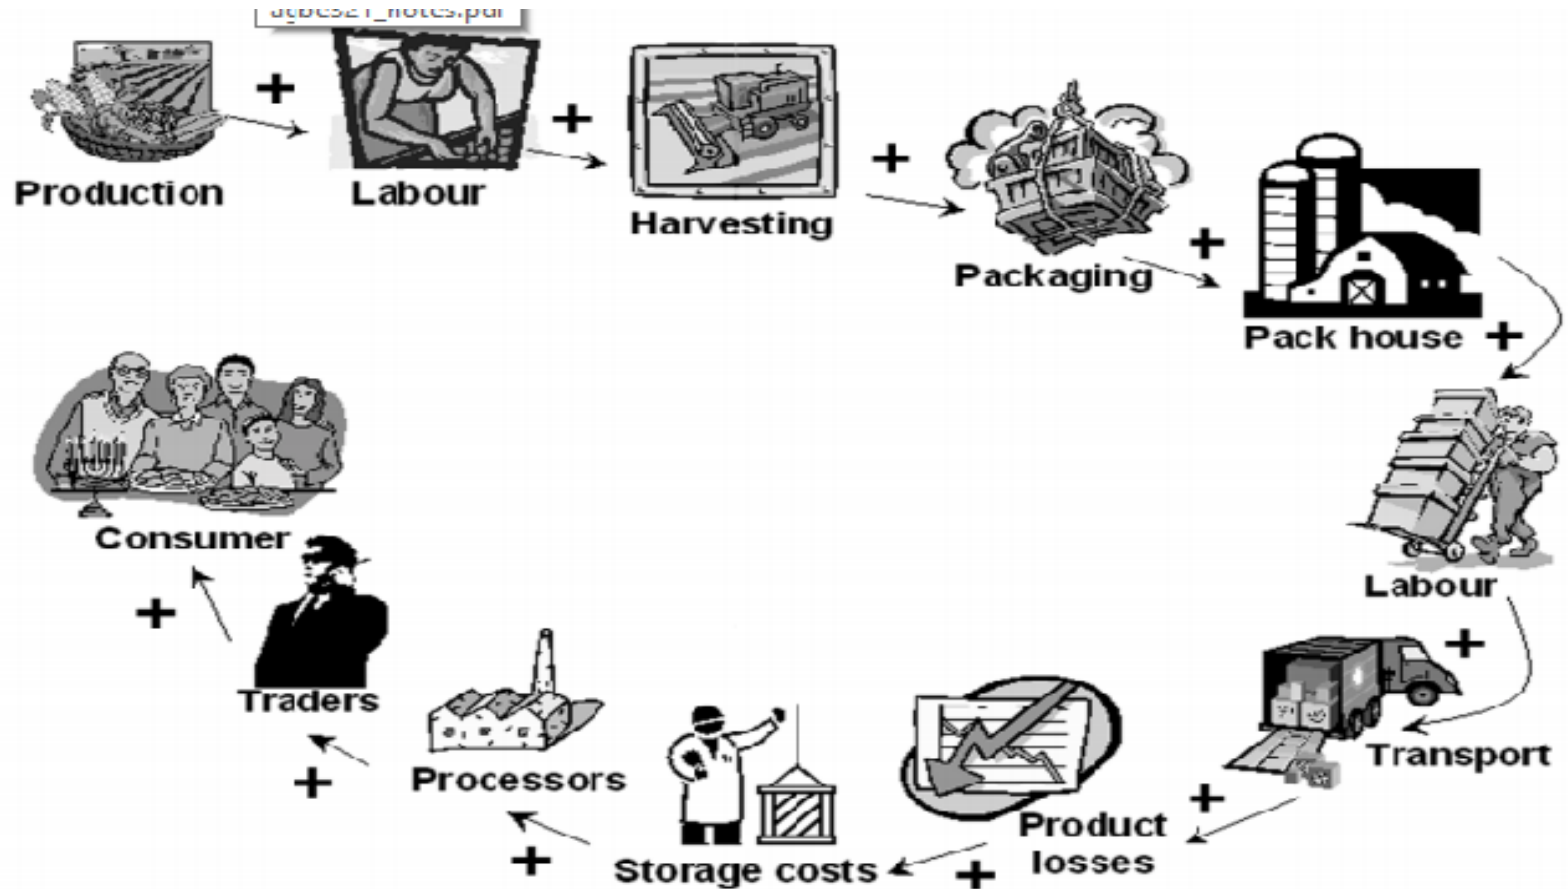 Production
+
Labour
+
Harvesting
+
Packaging
+
Pack house
+
Labour
+
Transport
+
Product
losses
+
Storage costs
+
Processors
+
Traders
+
Consumer